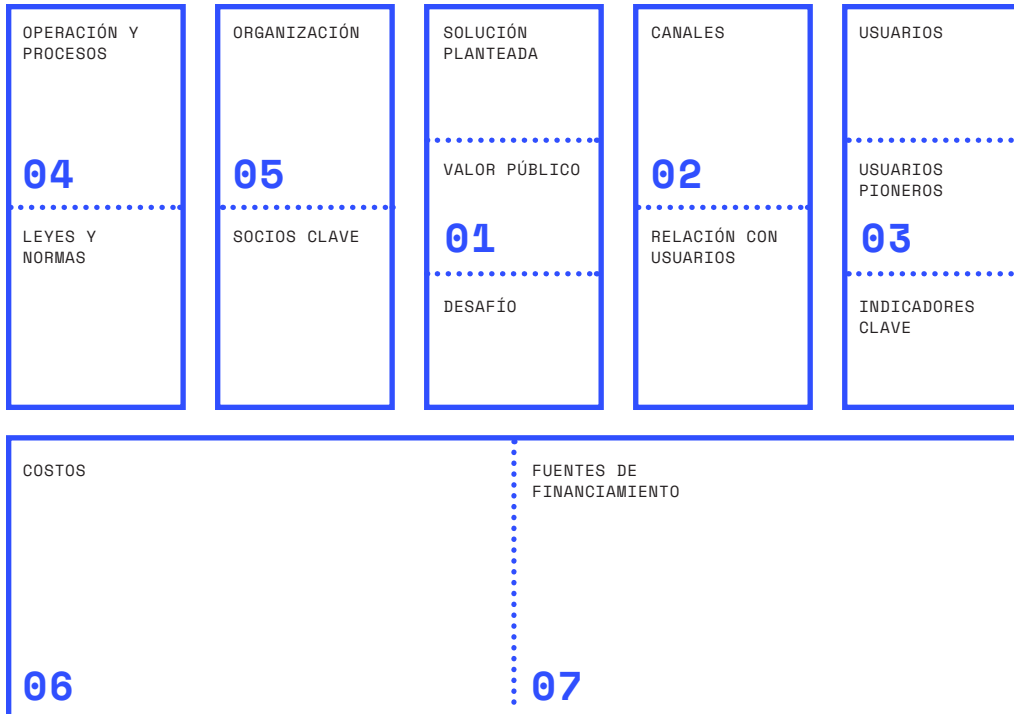 OPERACIÓN Y
PROCESOS
04
LEYES Y
NORMAS
ORGANIZACIÓN
05
SOCIOS CLAVE
SOLUCIÓN
PLANTEADA
VALOR PÚBLICO
01
DESAFÍO
CANALES
02
RELACIÓN CON
USUARIOS
USUARIOS
USUARIOS
PIONEROS
03
INDICADORES
CLAVE
COSTOS
06
FUENTES DE
FINANCIAMIENTO
07